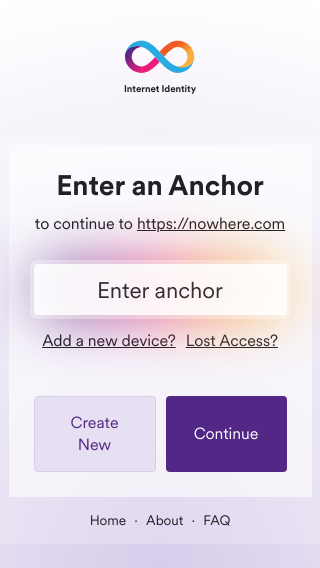 Internet Identity
Enter an Anchor
to continue to https://nowhere.com
Enter anchor
Add a new device? Lost Access?
Create
New
Continue
Home · About · FAQ